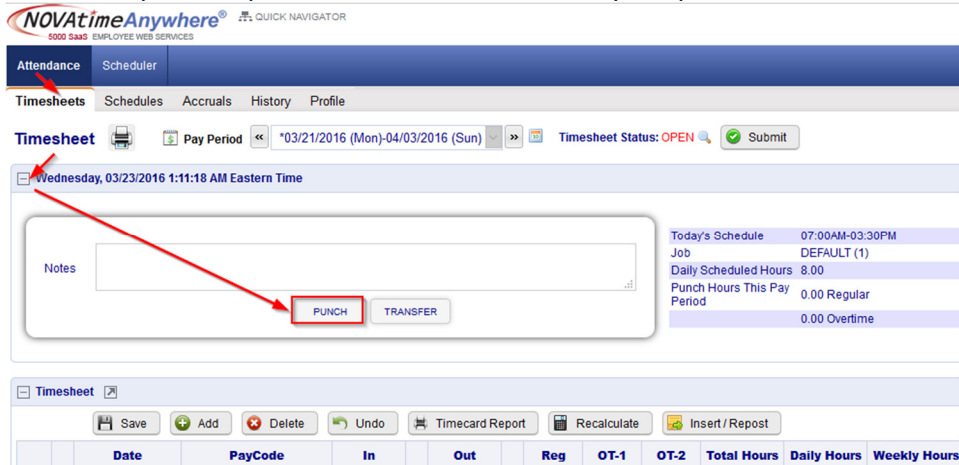 NOVAtimeAnywhere® QUICK NAVIGATOR
5000 SaaS EMPLOYEE WEB SERVICES
Attendance Scheduler
Timesheets Schedules Accruals History Profile
Timesheet Pay Period « *03/21/2016 (Mon)-04/03/2016 (Sun) » Timesheet Status: OPEN Submit
Wednesday, 03/23/2016 1:11:18 AM Eastern Time
Today's Schedule 07:00AM-03:30PM
Job DEFAULT (1)
Notes Daily Scheduled Hours 8.00
Punch Hours This Pay Period 0.00 Regular
PUNCH TRANSFER 0.00 Overtime
Timesheet
Save Add Delete Undo Timecard Report Recalculate Insert / Repost
Date PayCode In Out Reg OT-1 OT-2 Total Hours Daily Hours Weekly Hours